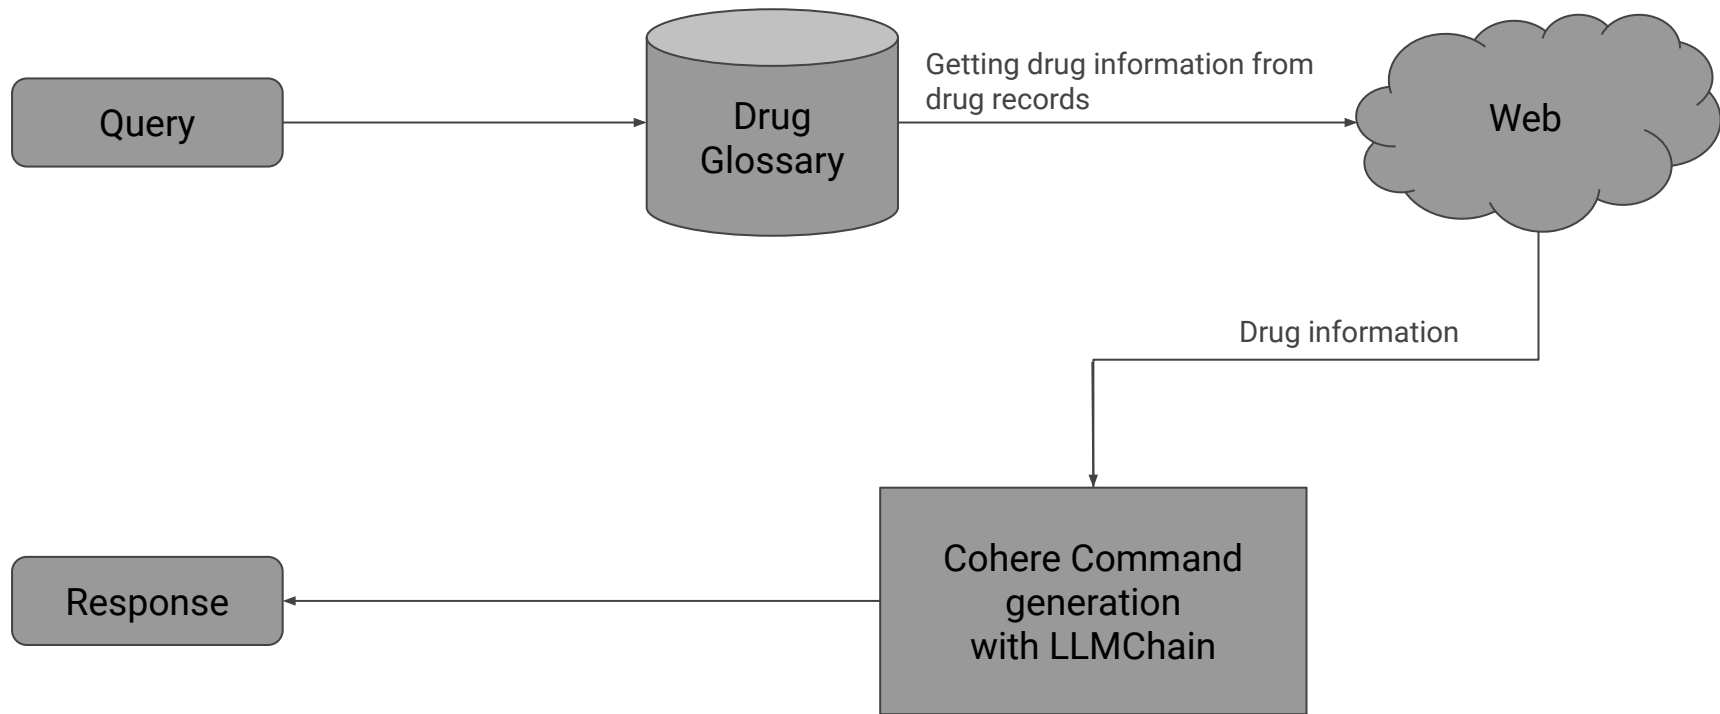 Query
Drug
Glossary
Getting drug information from
drug records
Web
Drug information
Cohere Command
generation
with LLMChain
Response